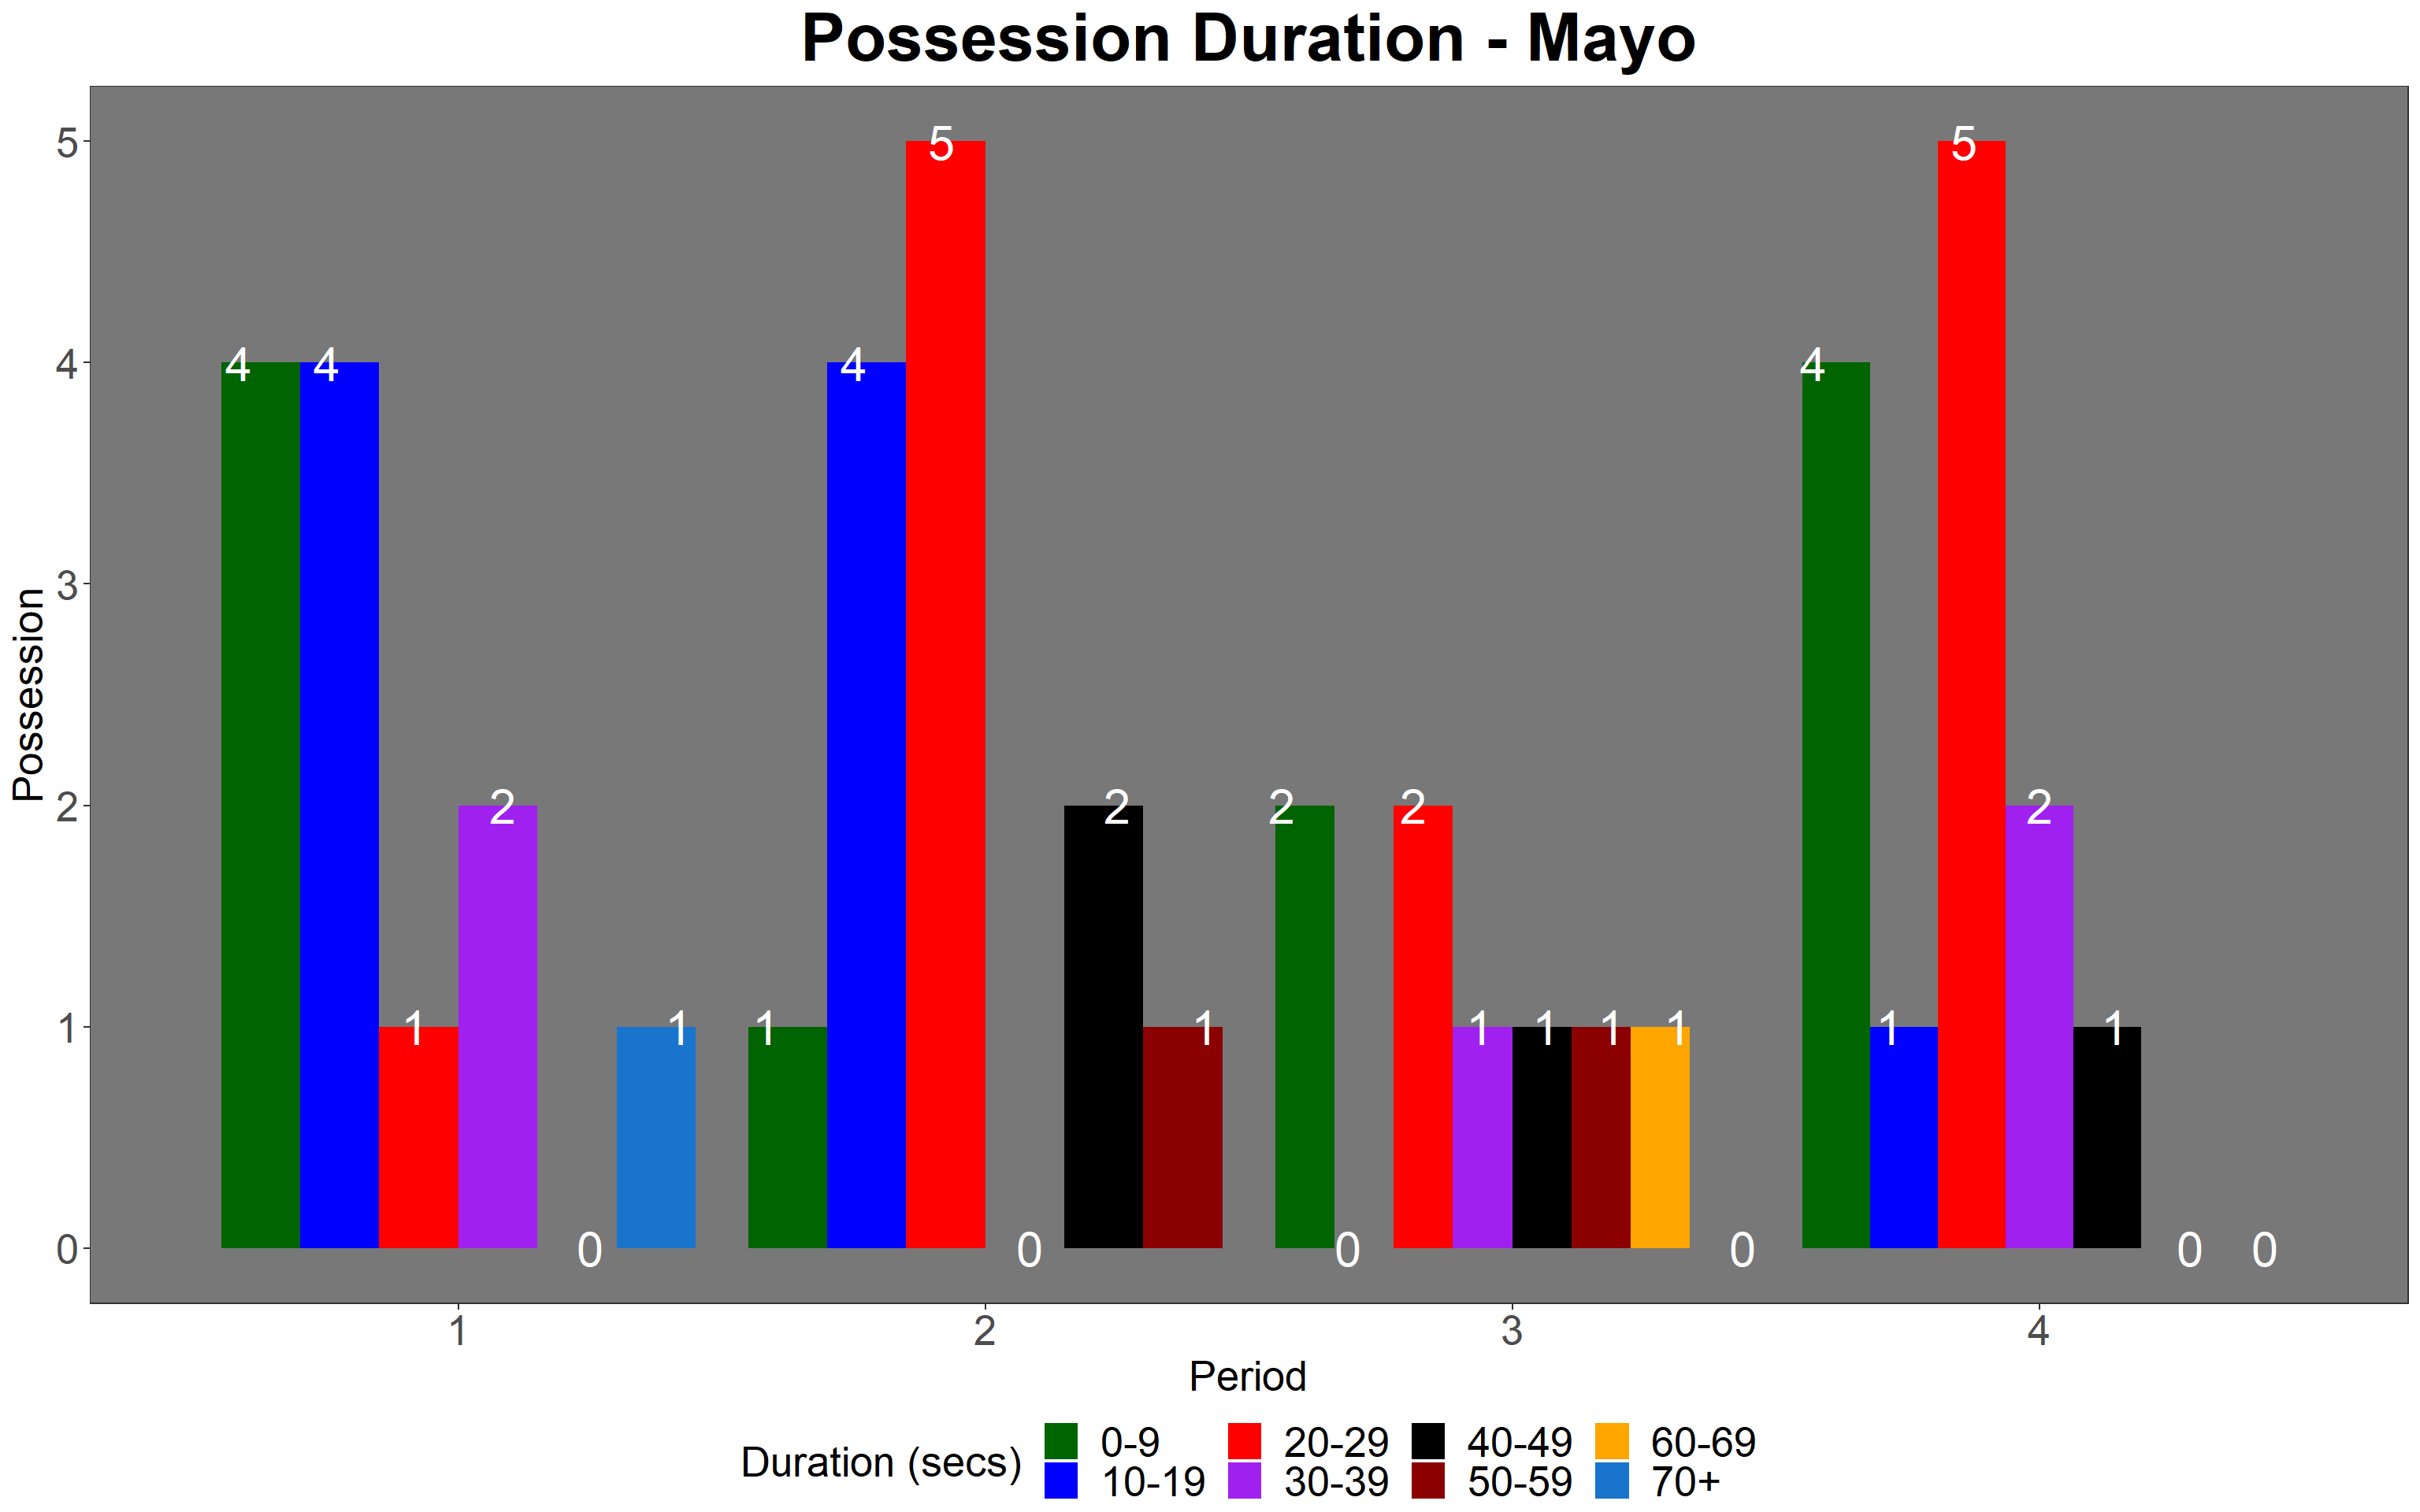 Possession Duration - Mayo
Possession
5
4
3
2
1
0
5 5
4 4 4 4
2 2 2 2 2
1 1 1 1 1 1 1 1 1 1
0 0 0 0 0 0
1 2 3 4
Period
Duration (secs)
0-9 20-29 40-49 60-69
10-19 30-39 50-59 70+